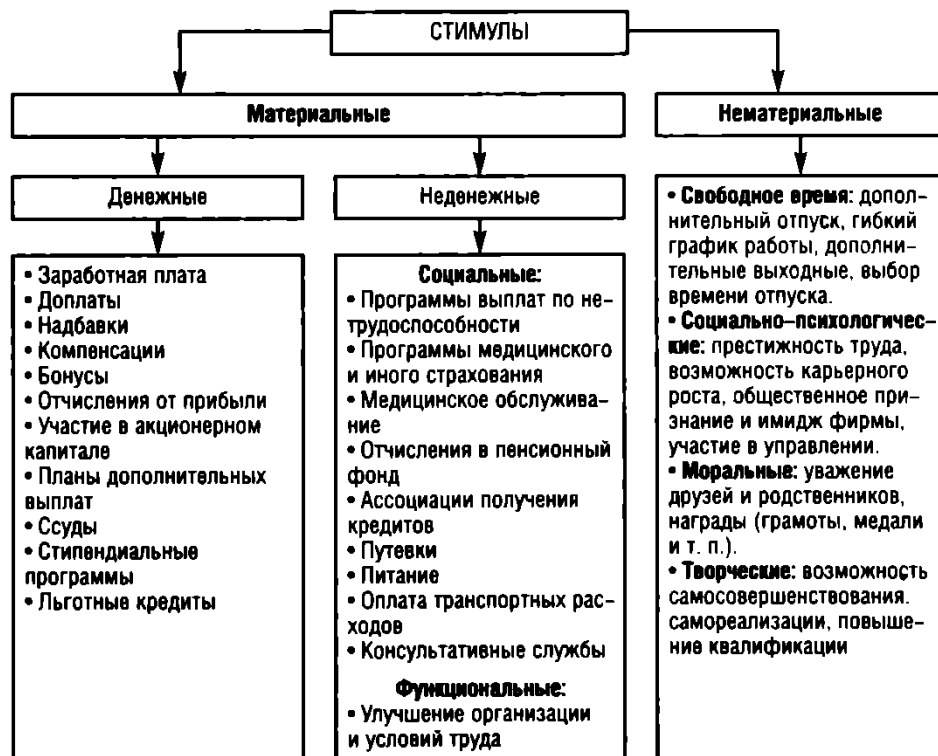 СТИМУЛЫ
Материальные
Нематериальные
Денежные
Неденежные
• Заработная плата
• Доплаты
• Надбавки
• Компенсации
• Бонусы
• Отчисления от прибыли
• Участие в акционерном
капитале
• Планы дополнительных
выплат
• Ссуды
• Стипендиальные
программы
• Льготные кредиты
Социальные:
• Программы выплат по не-
трудоспособности
• Программы медицинского
и иного страхования
• Медицинское обслужива-
ние
• Отчисления в пенсионный
фонд
• Ассоциации получения
кредитов
• Путевки
• Питание
• Оплата транспортных рас-
ходов
• Консультативные службы
Функциональные:
• Улучшение организации
и условий труда
• Свободное время: допол-
нительный отпуск, гибкий
график работы, дополни-
тельные выходные, выбор
времени отпуска.
• Социально-психологичес-
кие: престижность труда,
возможность карьерного
роста, общественное при-
знание и имидж фирмы,
участие в управлении.
• Моральные: уважение
друзей и родственников,
награды (грамоты, медали
и т. п.).
• Творческие: возможность
самосовершенствования.
самореализации, повыше-
ние квалификации